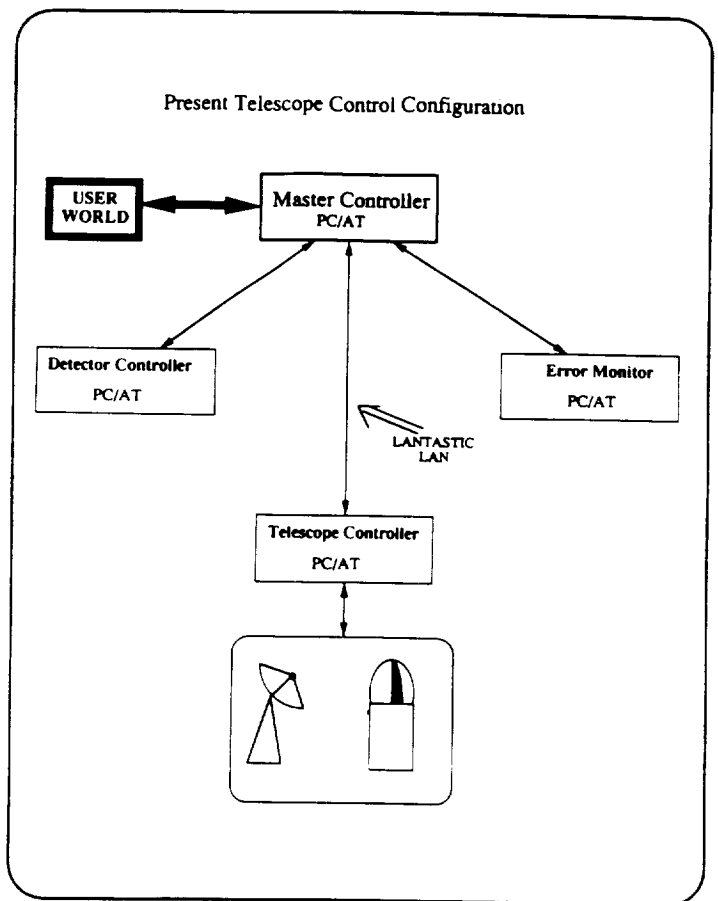 Present Telescope Control Configuration
USER
WORLD
Master Controller
PC/AT
Detector Controller
PC/AT
Error Monitor
PC/AT
LANTASTIC
LAN
Telescope Controller
PC/AT